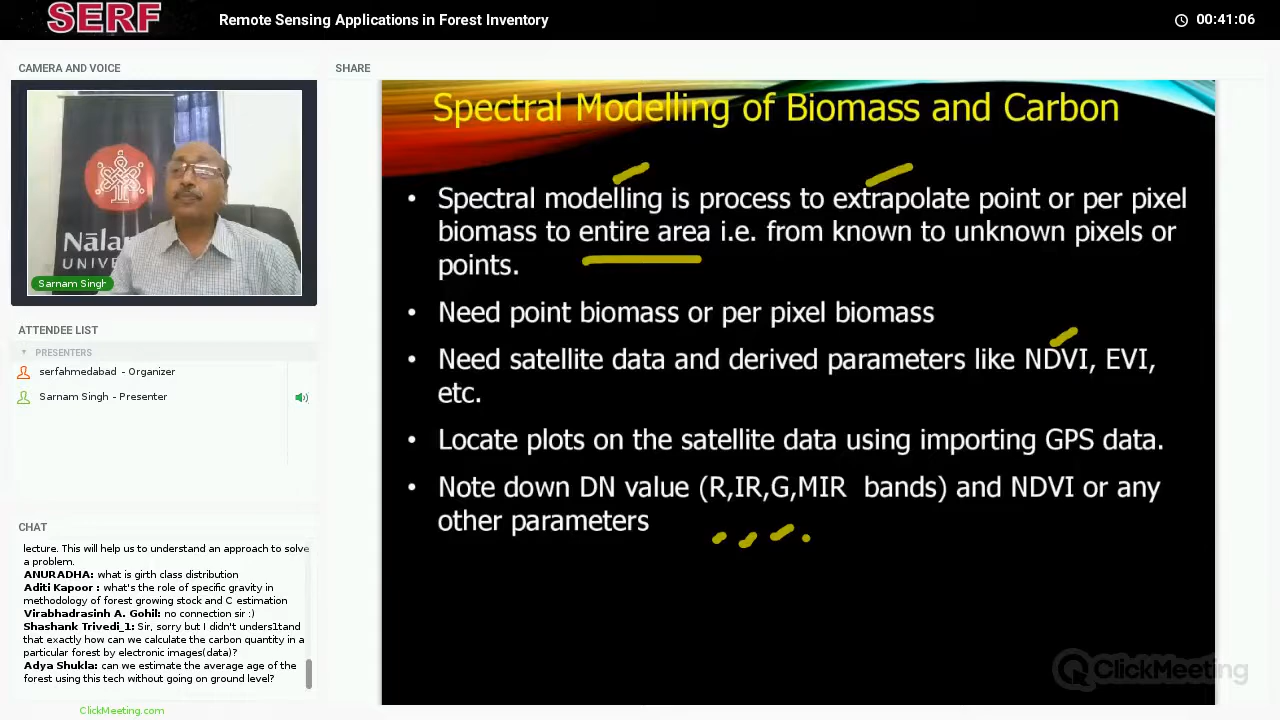 SERF
Remote Sensing Applications in Forest Inventory
00:41:06
CAMERA AND VOICE
Nālan
UNIVE
Sarnam Singh
ATTENDEE LIST
PRESENTERS
serfahmedabad - Organizer
Sarnam Singh - Presenter
CHAT
lecture. This will help us to understand an approach to solve
a problem.
ANURADHA: what is girth class distribution
Aditi Kapoor : what's the role of specific gravity in
methodology of forest growing stock and C estimation
Virabhadrasinh A. Gohil: no connection sir :)
Shashank Trivedi_1: Sir, sorry but I didn't unders1tand
that exactly how can we calculate the carbon quantity in a
particular forest by electronic images(data)?
Adya Shukla: can we estimate the average age of the
forest using this tech without going on ground level?
ClickMeeting.com
SHARE
Spectral Modelling of Biomass and Carbon
• Spectral modelling is process to extrapolate point or per pixel
biomass to entire area i.e. from known to unknown pixels or
points.
• Need point biomass or per pixel biomass
• Need satellite data and derived parameters like NDVI, EVI,
etc.
• Locate plots on the satellite data using importing GPS data.
• Note down DN value (R,IR,G,MIR bands) and NDVI or any
other parameters
ClickMeeting